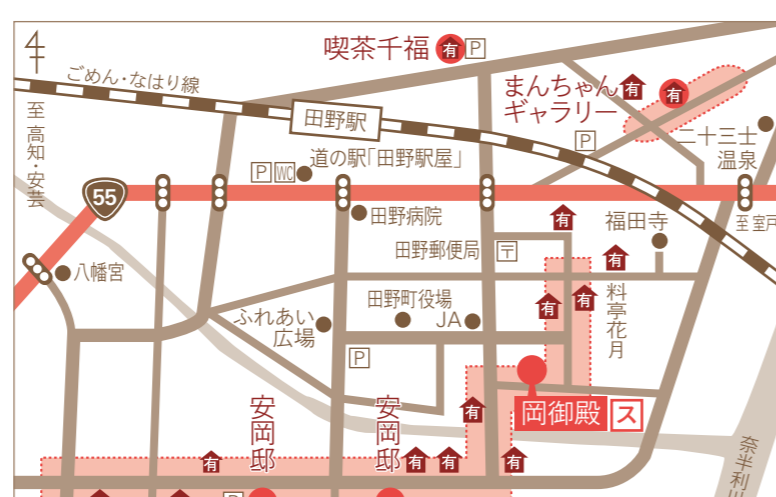 喫茶千福
有
P
ごめん・なはり線
まんちゃん
ギャラリー
有
有
至 高知・安芸
田野駅
P
二十三士
温泉
道の駅「田野駅屋」
P
WC
55
田野病院
有
福田寺
至 室戸
田野郵便局
〒
有
八幡宮
料亭花月
有
有
田野町役場
ふれあい
広場
JA
P
岡御殿
ス
安岡邸
安岡邸
有
有
有
有
有
奈半利川
P